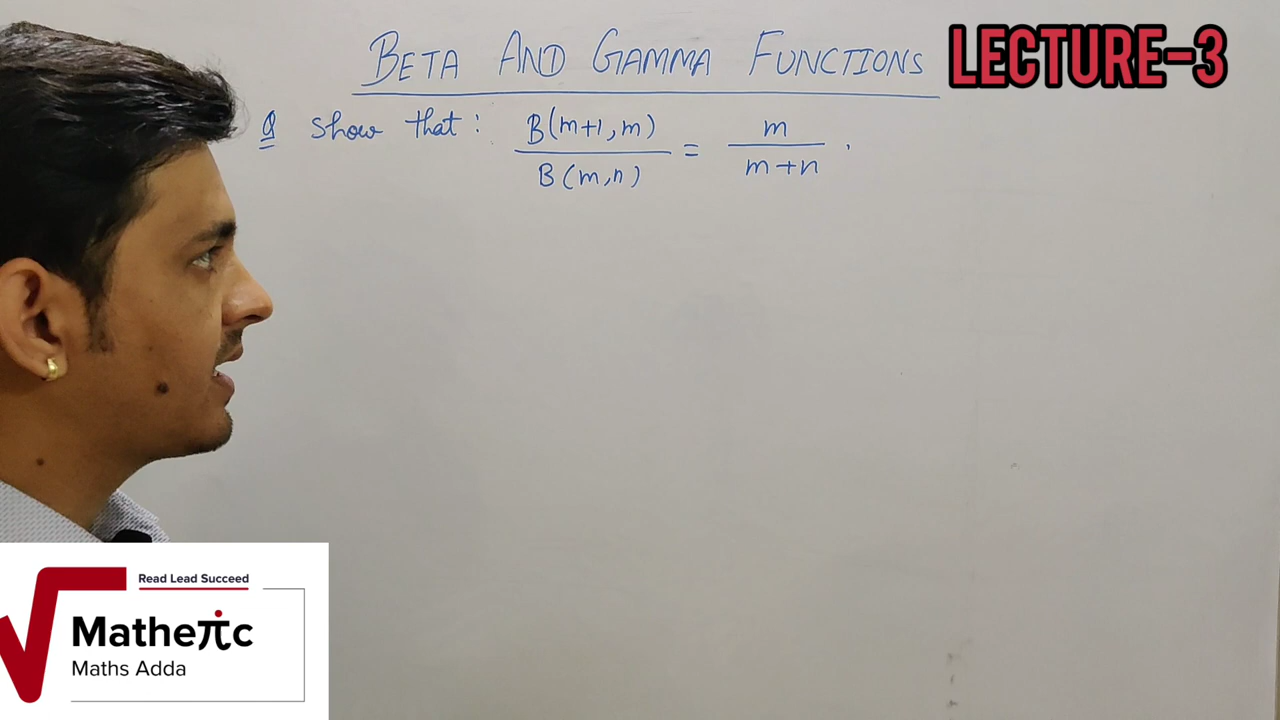 BETA AND GAMMA FUNCTIONS
LECTURE-3
Q Show that : B(m+1,m) / B(m,n) = m / m+n .
Read Lead Succeed
Matheπc
Maths Adda